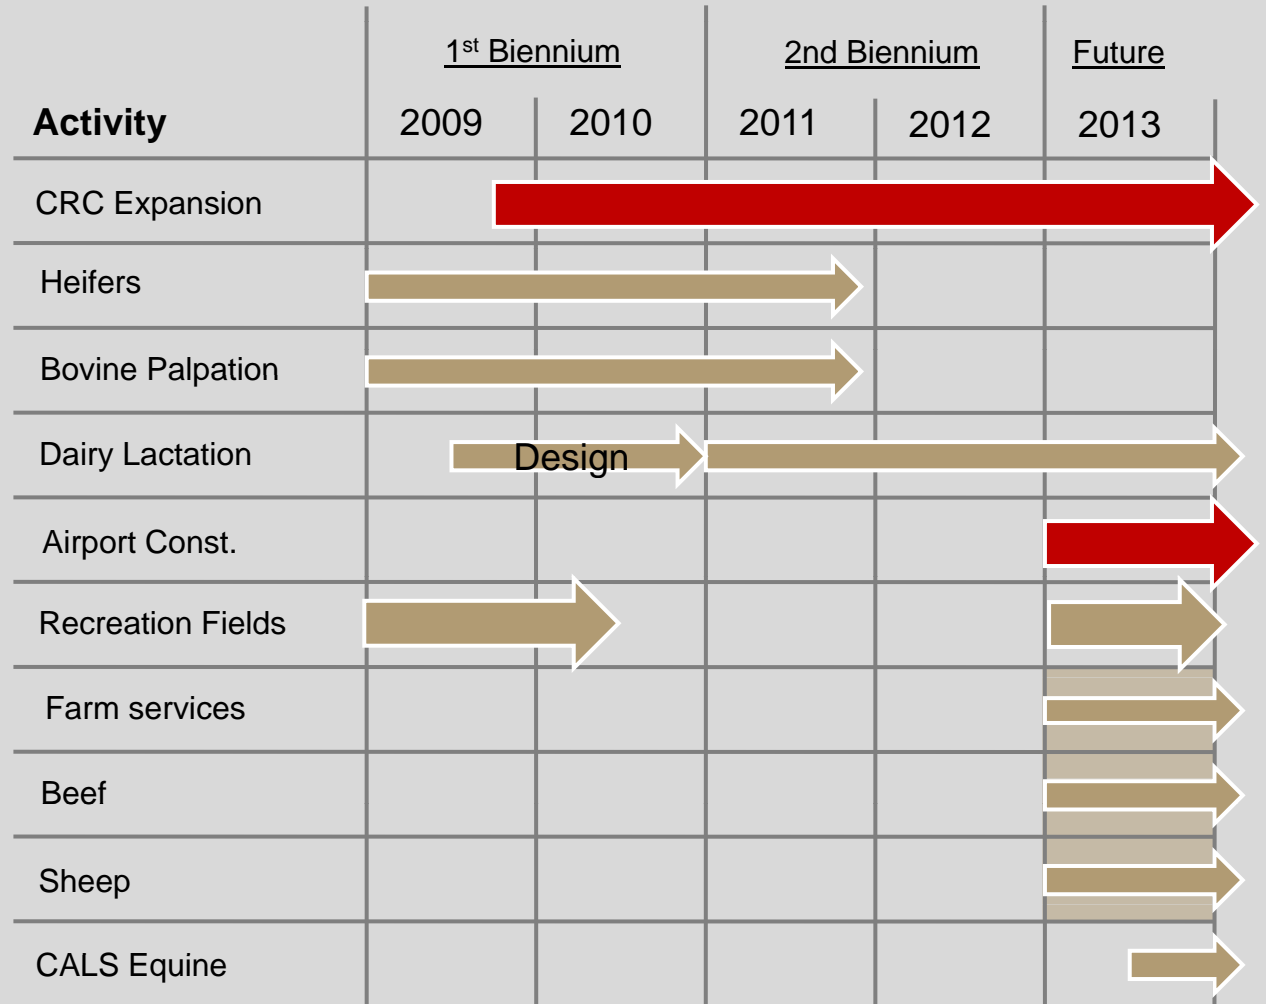 1st Biennium 2nd Biennium Future
Activity 2009 2010 2011 2012 2013
CRC Expansion
Heifers
Bovine Palpation
Dairy Lactation Design
Airport Const.
Recreation Fields
Farm services
Beef
Sheep
CALS Equine